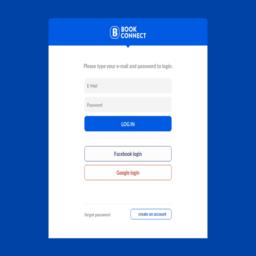 BOOK
CONNECT
Please type your e-mail and password to login.
E-Mail
Password
LOG IN
Facebook login
Google login
Forgot password
create an account